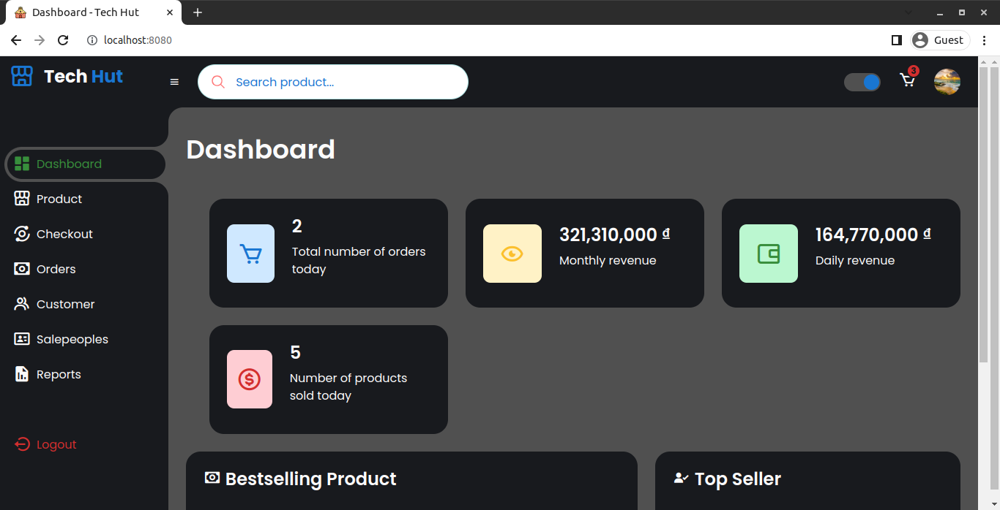 Dashboard - Tech Hut
localhost:8080
Guest
Tech Hut
Search product...
3
Dashboard
Product
Checkout
Orders
Customer
Salepeoples
Reports
Logout
Dashboard
2
Total number of orders
today
321,310,000 ₫
Monthly revenue
164,770,000 ₫
Daily revenue
5
Number of products
sold today
Bestselling Product
Top Seller